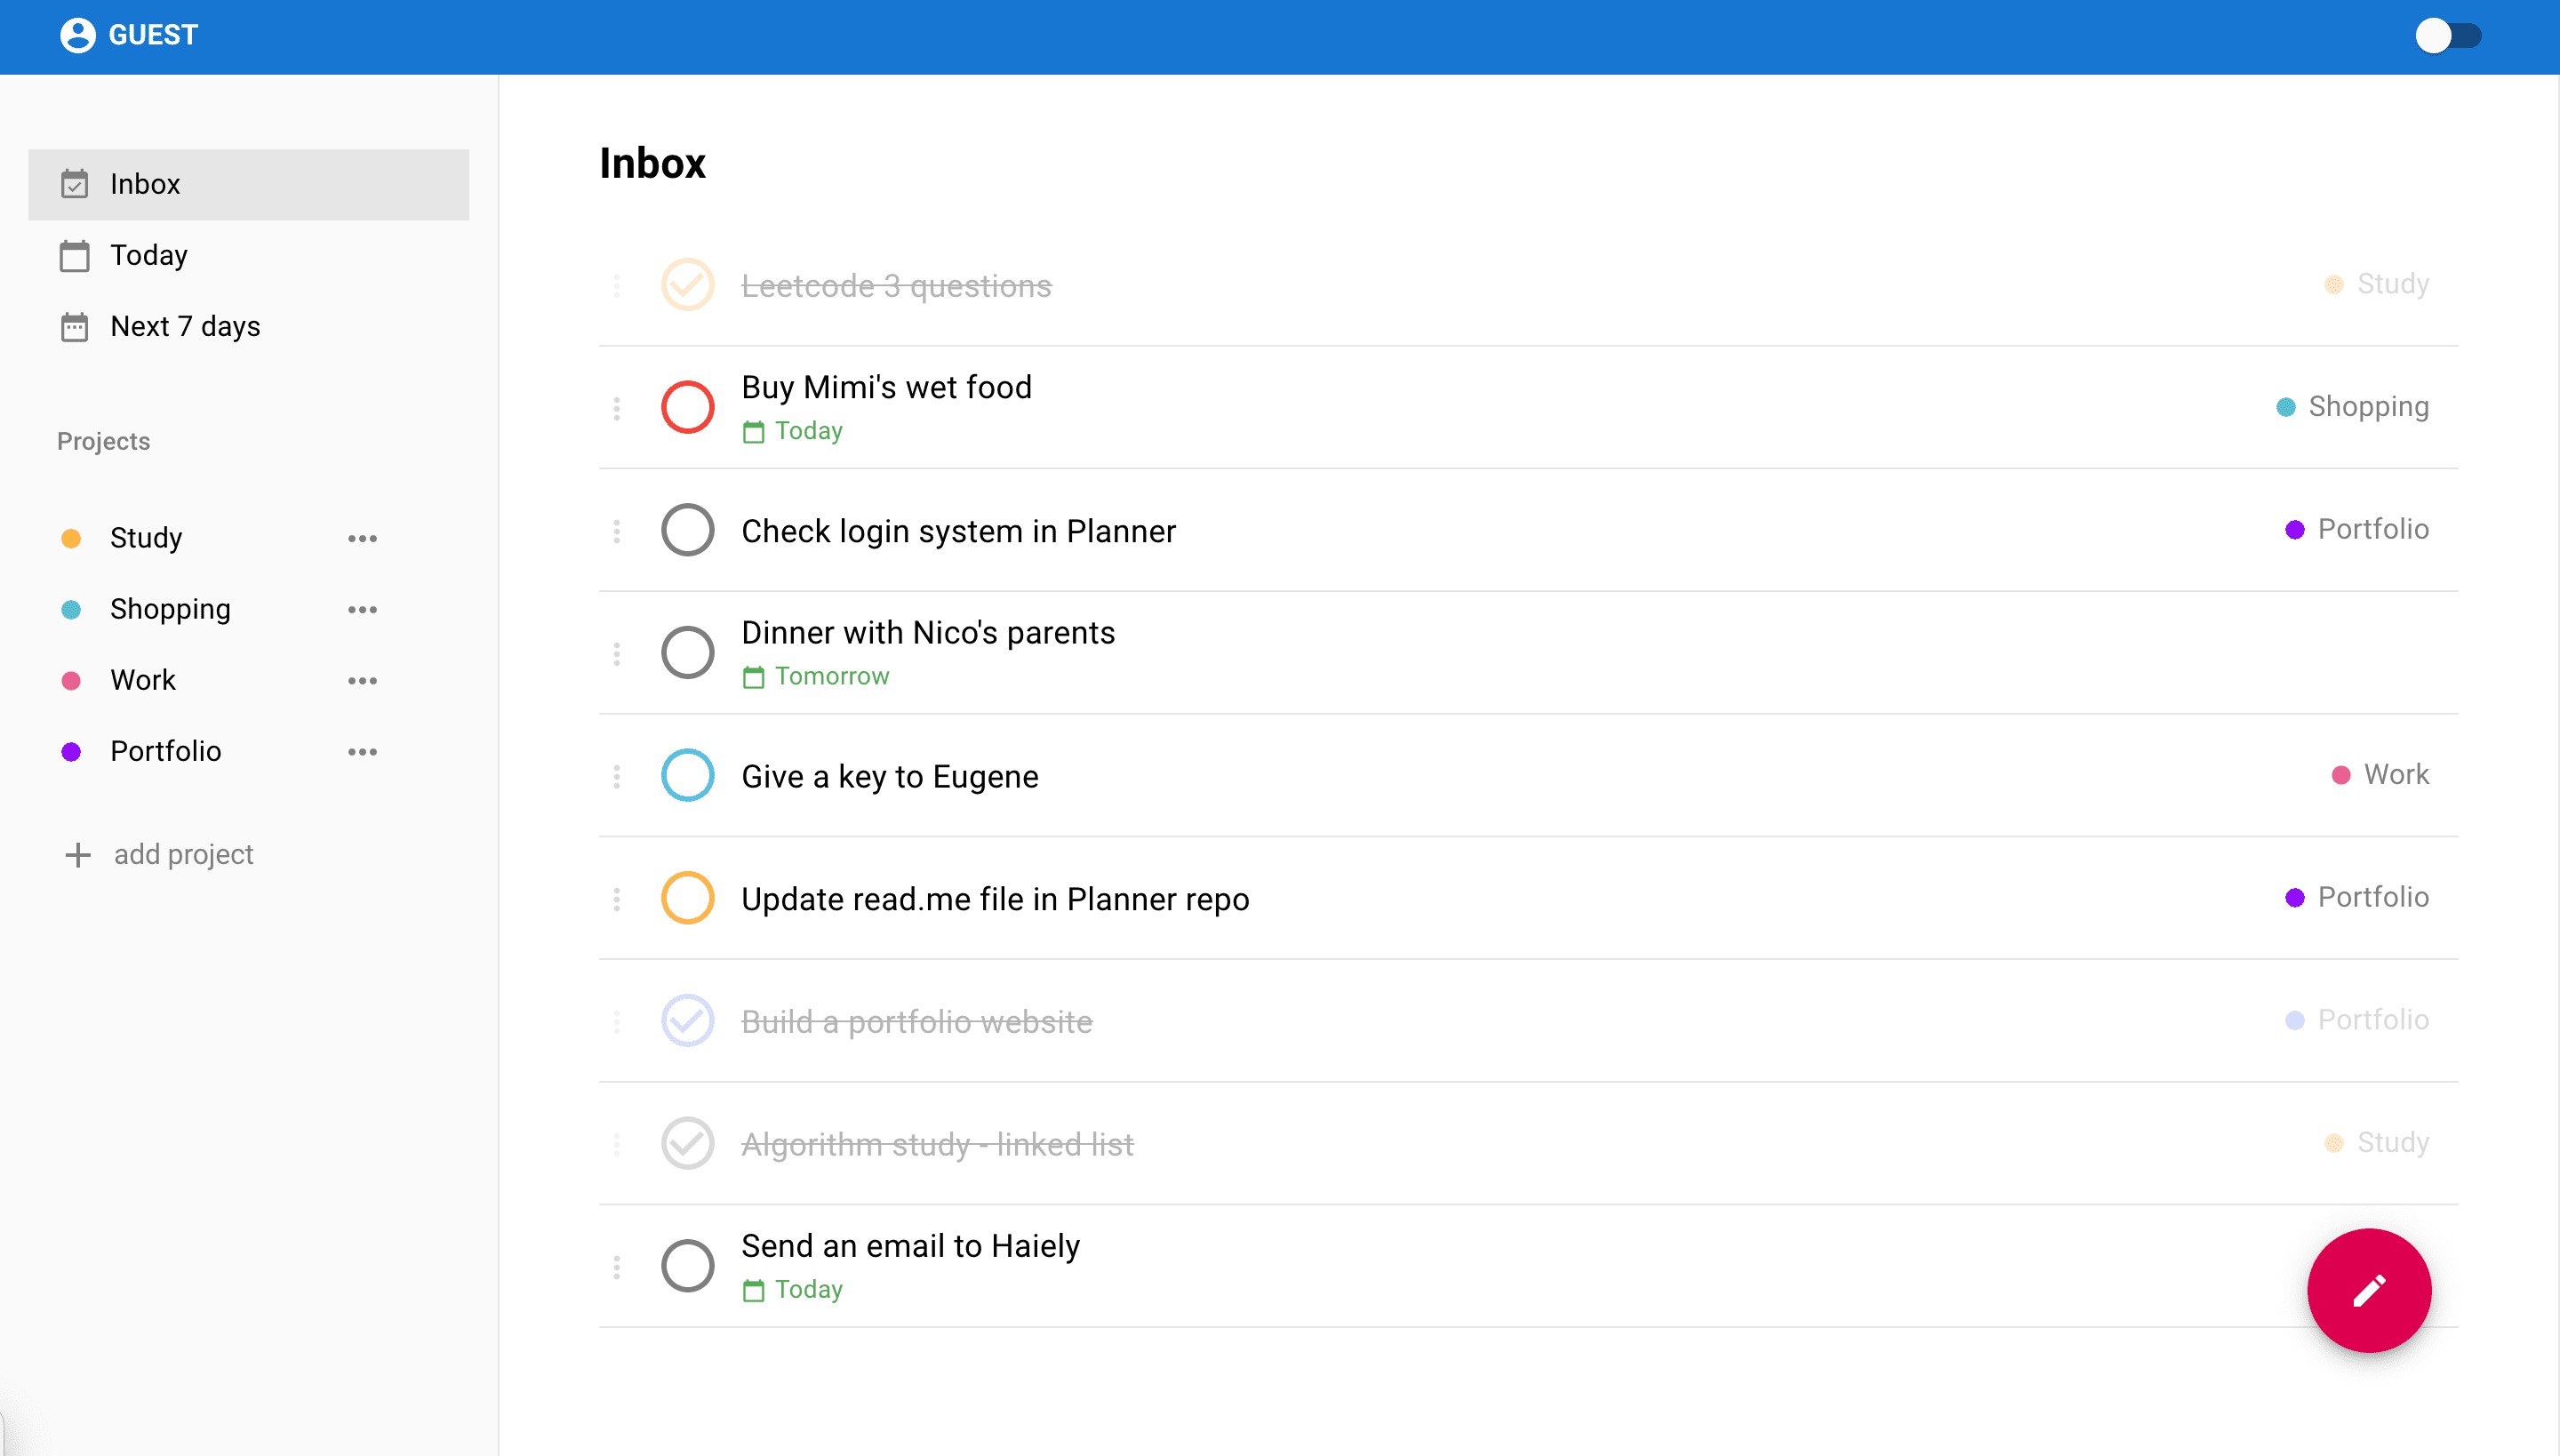 GUEST
Inbox
Today
Next 7 days
Projects
Study
Shopping
Work
Portfolio
add project
Inbox
Leetcode 3 questions
Study
Buy Mimi's wet food
Today
Shopping
Check login system in Planner
Portfolio
Dinner with Nico's parents
Tomorrow
Give a key to Eugene
Work
Update read.me file in Planner repo
Portfolio
Build a portfolio website
Portfolio
Algorithm study - linked list
Study
Send an email to Haiely
Today